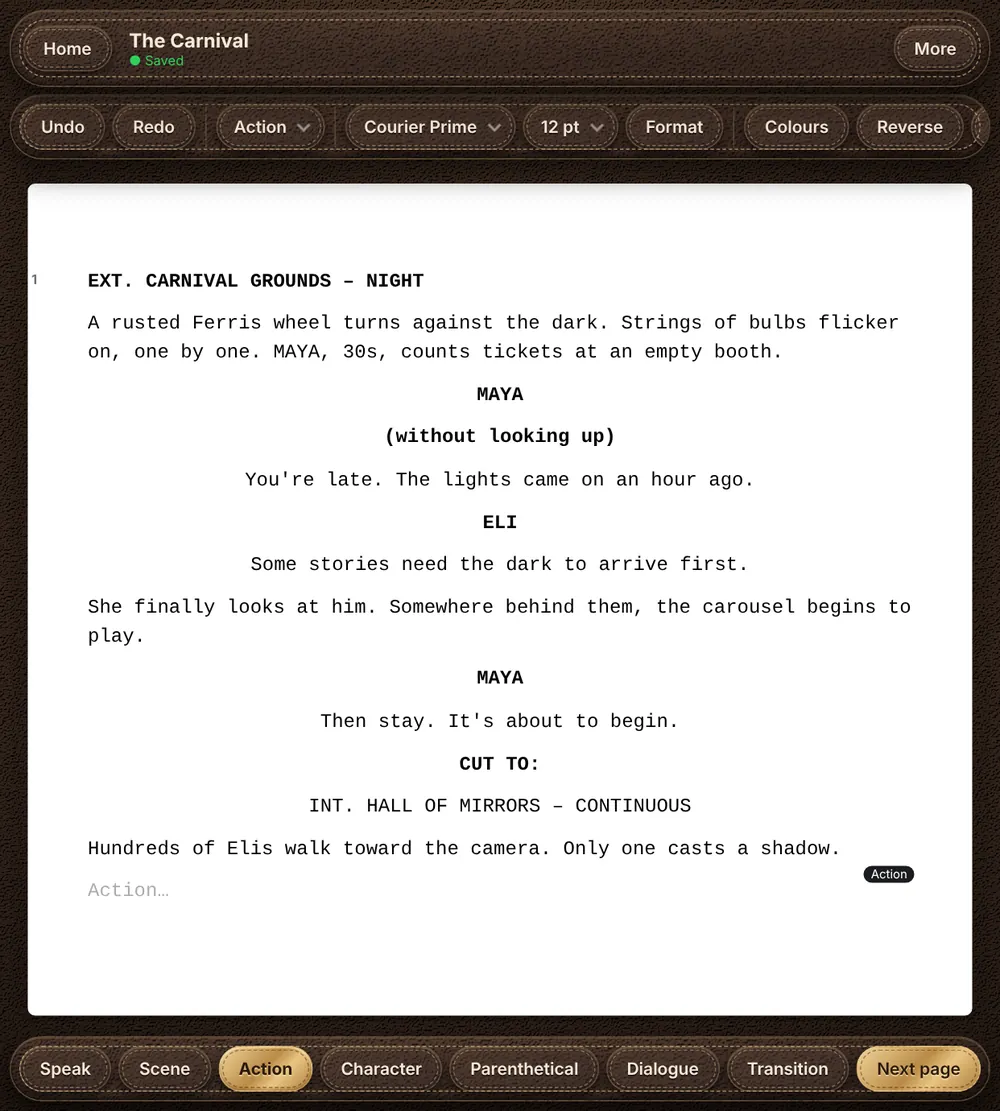 Home
The Carnival
Saved
More
Undo
Redo
Action
Courier Prime
12 pt
Format
Colours
Reverse
1
EXT. CARNIVAL GROUNDS – NIGHT
A rusted Ferris wheel turns against the dark. Strings of bulbs flicker
on, one by one. MAYA, 30s, counts tickets at an empty booth.
MAYA
(without looking up)
You're late. The lights came on an hour ago.
ELI
Some stories need the dark to arrive first.
She finally looks at him. Somewhere behind them, the carousel begins to
play.
MAYA
Then stay. It's about to begin.
CUT TO:
INT. HALL OF MIRRORS – CONTINUOUS
Hundreds of Elis walk toward the camera. Only one casts a shadow.
Action
Action…
Speak
Scene
Action
Character
Parenthetical
Dialogue
Transition
Next page